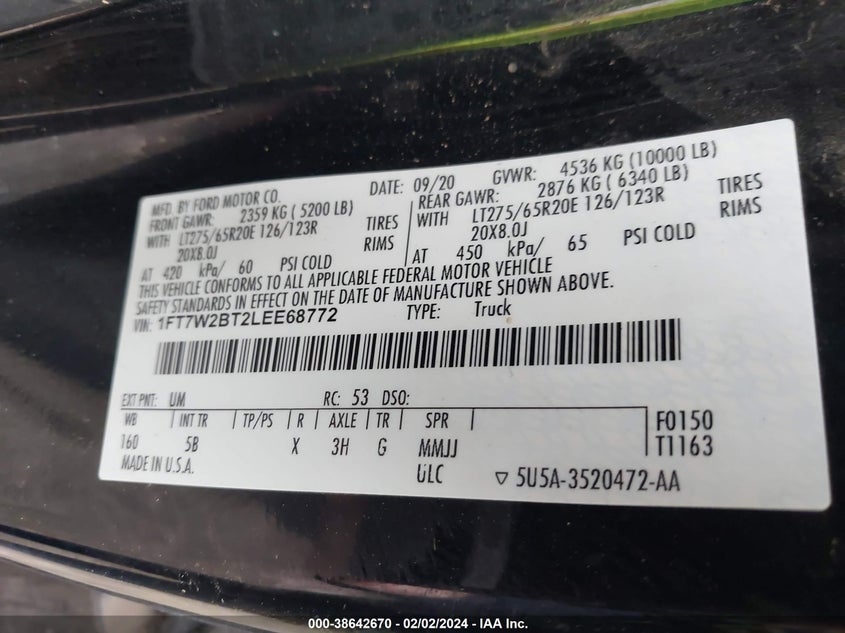 MFD. BY FORD MOTOR CO. DATE: 09/20 GVWR: 4536 KG (10000 LB)
FRONT GAWR: 2359 KG ( 5200 LB) REAR GAWR: 2876 KG ( 6340 LB)
WITH LT275/65R20E 126/123R TIRES WITH LT275/65R20E 126/123R TIRES
20X8.0J RIMS 20X8.0J RIMS
AT 420 kPa/ 60 PSI COLD AT 450 kPa/ 65 PSI COLD
THIS VEHICLE CONFORMS TO ALL APPLICABLE FEDERAL MOTOR VEHICLE
SAFETY STANDARDS IN EFFECT ON THE DATE OF MANUFACTURE SHOWN ABOVE.
VIN: 1FT7W2BT2LEE68772 TYPE: Truck
EXT PNT: UM RC: 53 DSO:
WB INT TR TP/PS R AXLE TR SPR F0150
160 5B X 3H G MMJJ T1163
MADE IN U.S.A. ULC ▽ 5U5A-3520472-AA
000-38642670 - 02/02/2024 - IAA Inc.